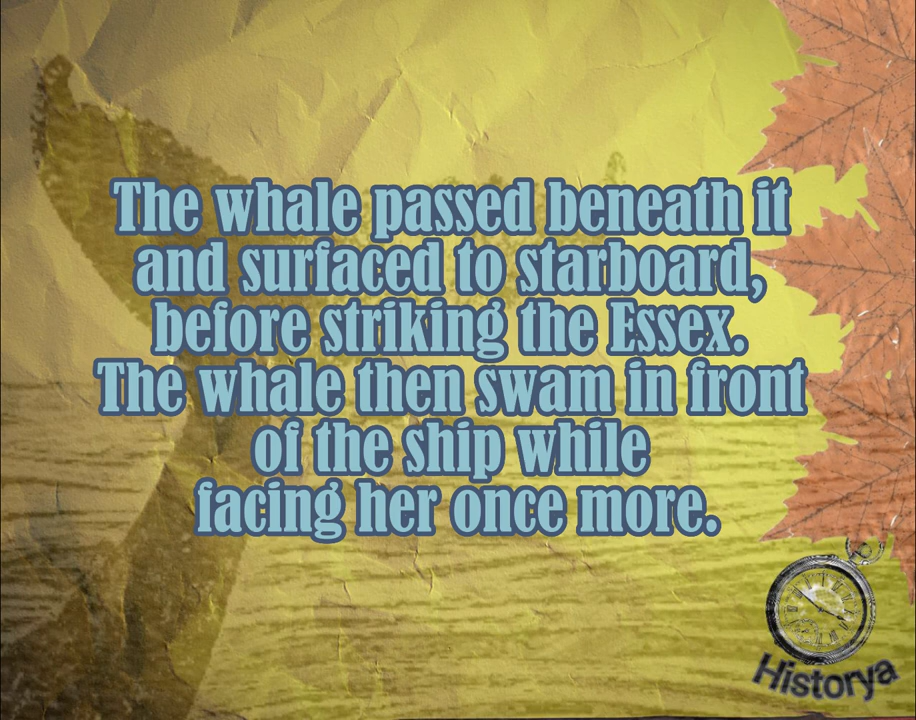 The whale passed beneath it
and surfaced to starboard,
before striking the Essex.
The whale then swam in front
of the ship while
facing her once more.
Historya